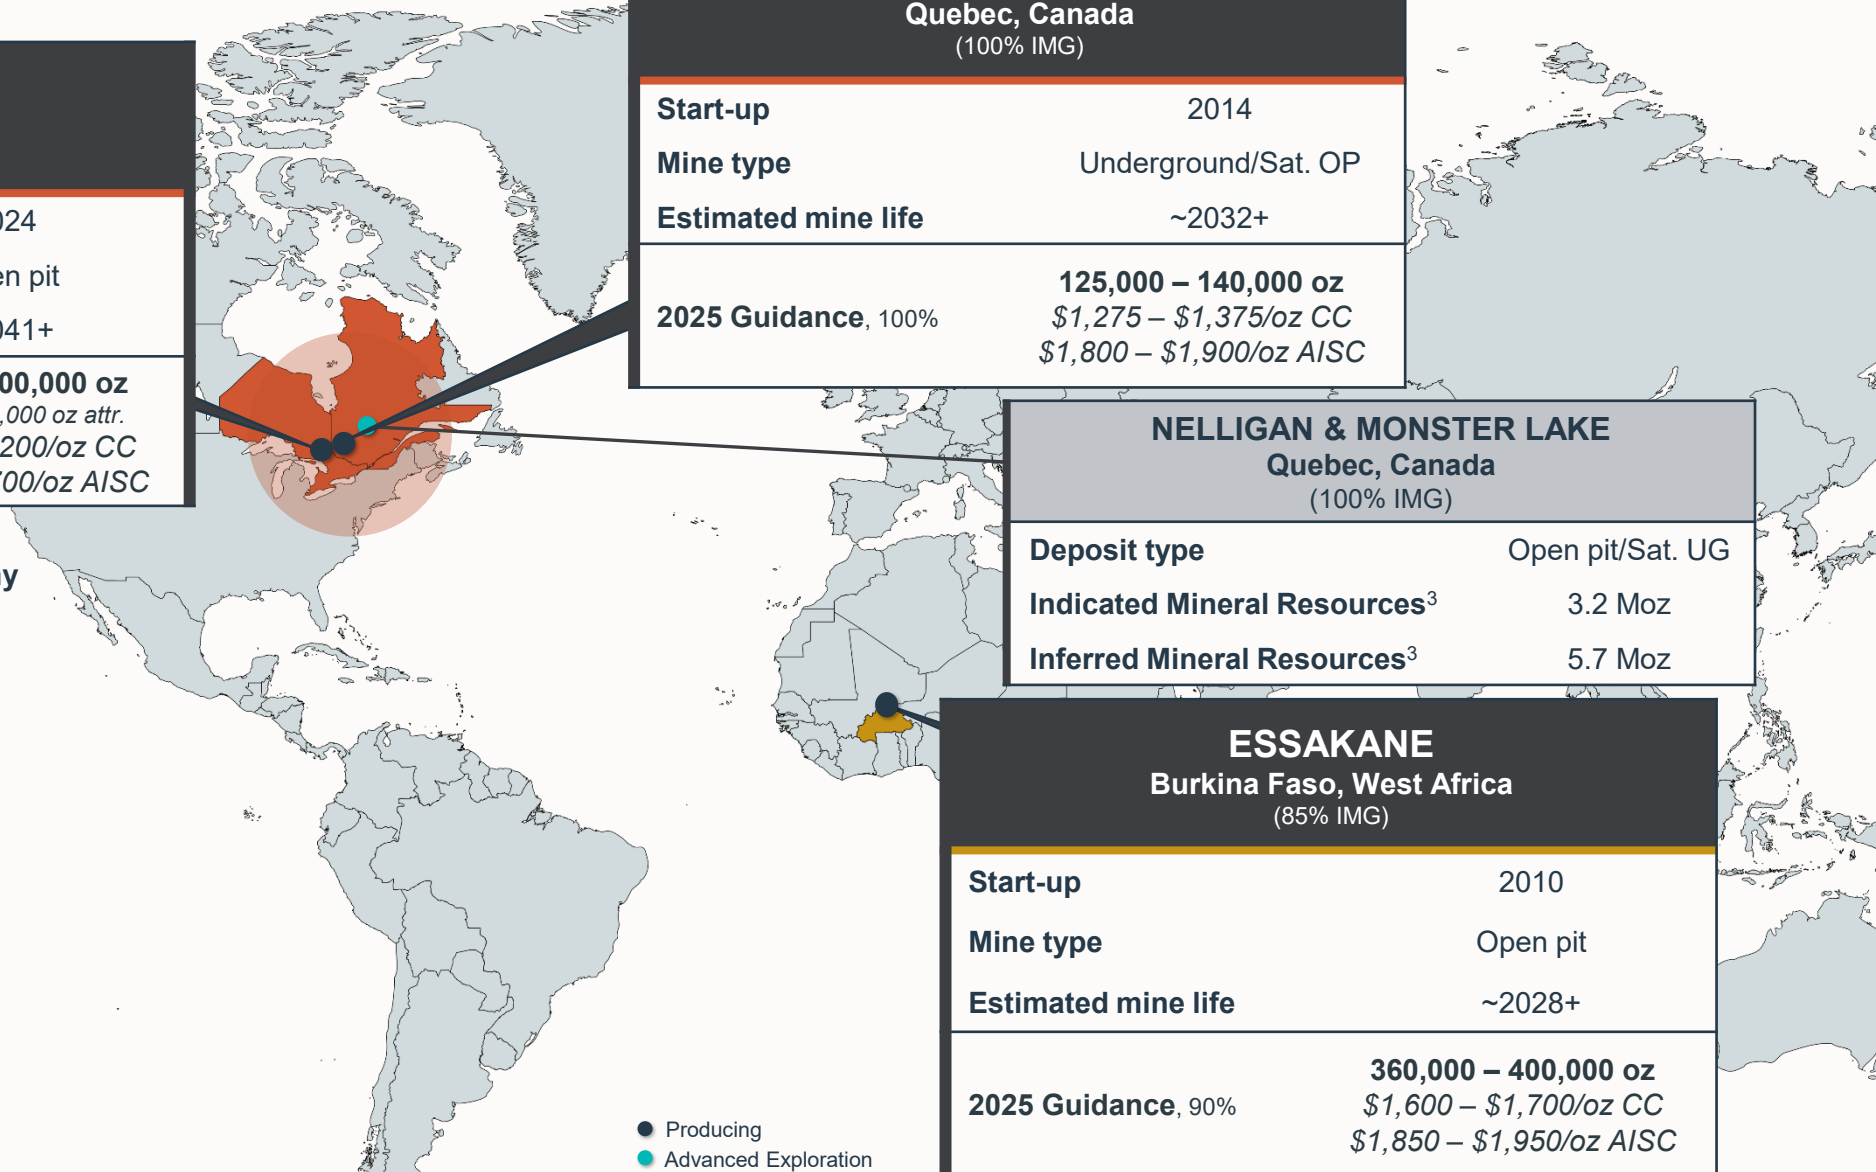 Quebec, Canada
(100% IMG)
Start-up 2014
Mine type Underground/Sat. OP
Estimated mine life ~2032+
2025 Guidance, 100%
125,000 – 140,000 oz
$1,275 – $1,375/oz CC
$1,800 – $1,900/oz AISC
024
en pit
041+
00,000 oz
,000 oz attr.
200/oz CC
700/oz AISC
y
NELLIGAN & MONSTER LAKE
Quebec, Canada
(100% IMG)
Deposit type Open pit/Sat. UG
Indicated Mineral Resources³ 3.2 Moz
Inferred Mineral Resources³ 5.7 Moz
ESSAKANE
Burkina Faso, West Africa
(85% IMG)
Start-up 2010
Mine type Open pit
Estimated mine life ~2028+
2025 Guidance, 90%
360,000 – 400,000 oz
$1,600 – $1,700/oz CC
$1,850 – $1,950/oz AISC
Producing
Advanced Exploration